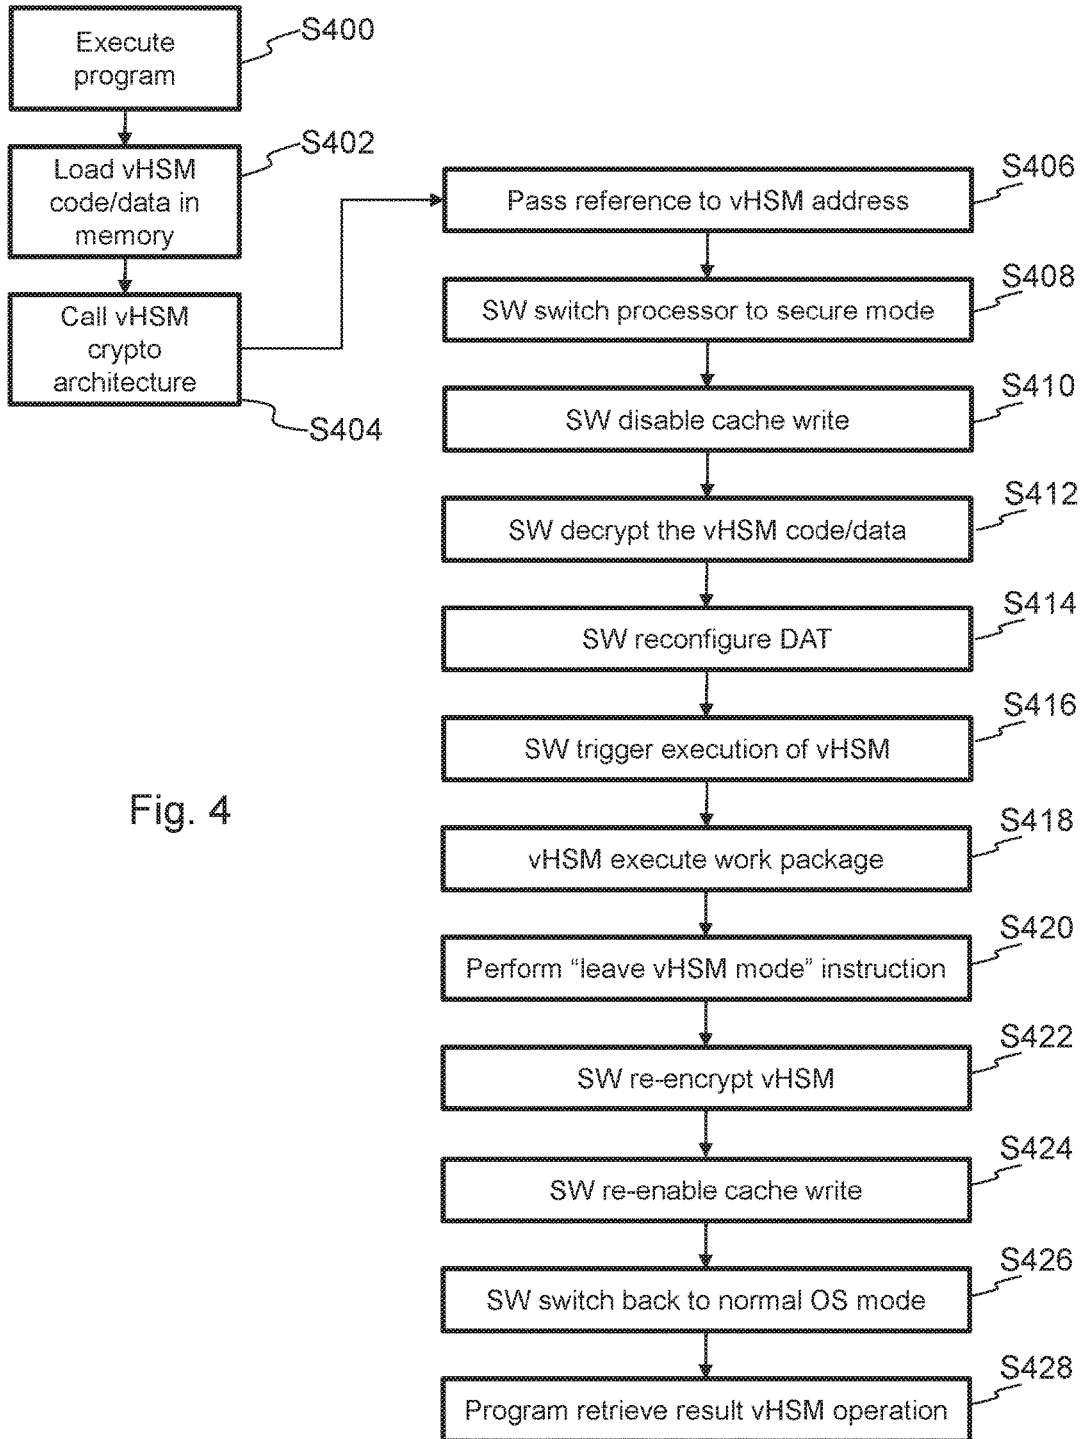 Execute
program
S400
Load vHSM
code/data in
memory
S402
Call vHSM
crypto
architecture
S404
Pass reference to vHSM address
S406
SW switch processor to secure mode
S408
SW disable cache write
S410
SW decrypt the vHSM code/data
S412
SW reconfigure DAT
S414
SW trigger execution of vHSM
S416
vHSM execute work package
S418
Perform “leave vHSM mode” instruction
S420
SW re-encrypt vHSM
S422
SW re-enable cache write
S424
SW switch back to normal OS mode
S426
Program retrieve result vHSM operation
S428
Fig. 4